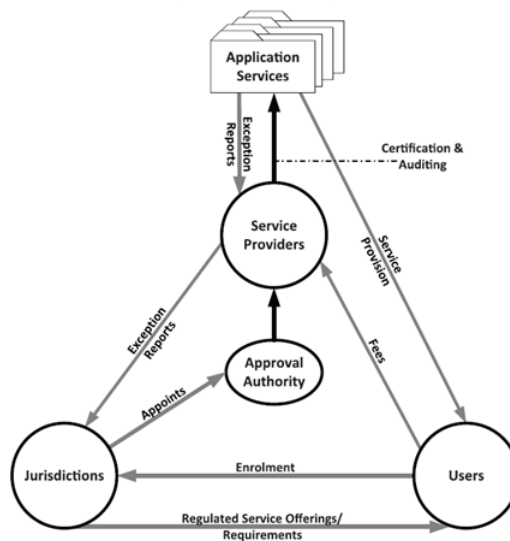 Application
Services
Exception
Reports
Certification &
Auditing
Service
Providers
Service
Provision
Exception
Reports
Fees
Approval
Authority
Appoints
Jurisdictions
Enrolment
Users
Regulated Service Offerings/
Requirements